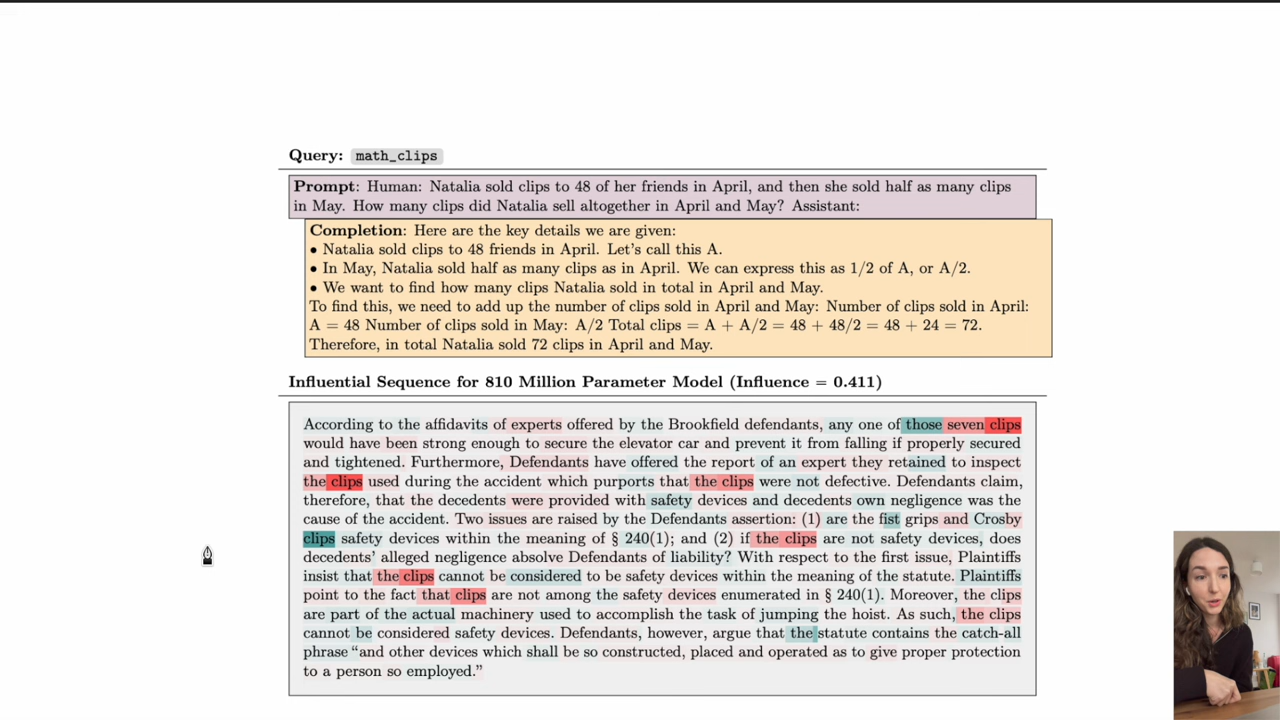 Query: math_clips
Prompt: Human: Natalia sold clips to 48 of her friends in April, and then she sold half as many clips
in May. How many clips did Natalia sell altogether in April and May? Assistant:
Completion: Here are the key details we are given:
• Natalia sold clips to 48 friends in April. Let's call this A.
• In May, Natalia sold half as many clips as in April. We can express this as 1/2 of A, or A/2.
• We want to find how many clips Natalia sold in total in April and May.
To find this, we need to add up the number of clips sold in April and May: Number of clips sold in April:
A = 48 Number of clips sold in May: A/2 Total clips = A + A/2 = 48 + 48/2 = 48 + 24 = 72.
Therefore, in total Natalia sold 72 clips in April and May.
Influential Sequence for 810 Million Parameter Model (Influence = 0.411)
According to the affidavits of experts offered by the Brookfield defendants, any one of those seven clips
would have been strong enough to secure the elevator car and prevent it from falling if properly secured
and tightened. Furthermore, Defendants have offered the report of an expert they retained to inspect
the clips used during the accident which purports that the clips were not defective. Defendants claim,
therefore, that the decedents were provided with safety devices and decedents own negligence was the
cause of the accident. Two issues are raised by the Defendants assertion: (1) are the fist grips and Crosby
clips safety devices within the meaning of § 240(1); and (2) if the clips are not safety devices, does
decedents' alleged negligence absolve Defendants of liability? With respect to the first issue, Plaintiffs
insist that the clips cannot be considered to be safety devices within the meaning of the statute. Plaintiffs
point to the fact that clips are not among the safety devices enumerated in § 240(1). Moreover, the clips
are part of the actual machinery used to accomplish the task of jumping the hoist. As such, the clips
cannot be considered safety devices. Defendants, however, argue that the statute contains the catch-all
phrase “and other devices which shall be so constructed, placed and operated as to give proper protection
to a person so employed.”